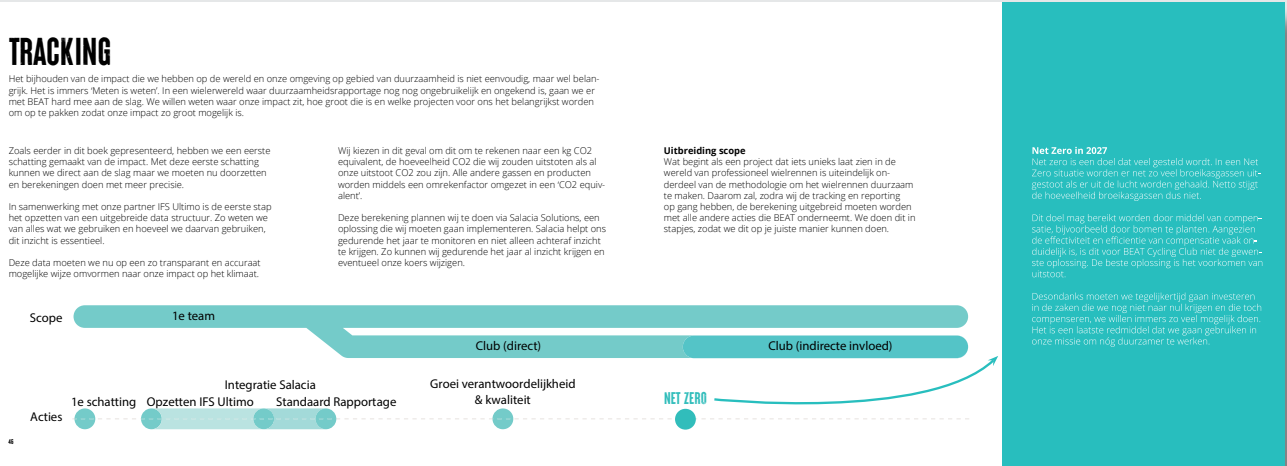 TRACKING
Het bijhouden van de impact die we hebben op de wereld en onze omgeving op gebied van duurzaamheid is niet eenvoudig, maar wel belan-
grijk. Het is immers ‘Meten is weten’. In een wielerwereld waar duurzaamheidsrapportage nog nog ongebruikelijk en ongekend is, gaan we er
met BEAT hard mee aan de slag. We willen weten waar onze impact zit, hoe groot die is en welke projecten voor ons het belangrijkst worden
om op te pakken zodat onze impact zo groot mogelijk is.
Zoals eerder in dit boek gepresenteerd, hebben we een eerste
schatting gemaakt van de impact. Met deze eerste schatting
kunnen we direct aan de slag maar we moeten nu doorzetten
en berekeningen doen met meer precisie.
In samenwerking met onze partner IFS Ultimo is de eerste stap
het opzetten van een uitgebreide data structuur. Zo weten we
van alles wat we gebruiken en hoeveel we daarvan gebruiken,
dit inzicht is essentieel.
Deze data moeten we nu op een zo transparant en accuraat
mogelijke wijze omvormen naar onze impact op het klimaat.
Wij kiezen in dit geval om dit om te rekenen naar een kg CO2
equivalent, de hoeveelheid CO2 die wij zouden uitstoten als al
onze uitstoot CO2 zou zijn. Alle andere gassen en producten
worden middels een omrekenfactor omgezet in een ‘CO2 equiv-
alent’.
Deze berekening plannen wij te doen via Salacia Solutions, een
oplossing die wij moeten gaan implementeren. Salacia helpt ons
gedurende het jaar te monitoren en niet alleen achteraf inzicht
te krijgen. Zo kunnen wij gedurende het jaar al inzicht krijgen en
eventueel onze koers wijzigen.
Uitbreiding scope
Wat begint als een project dat iets unieks laat zien in de
wereld van professioneel wielrennen is uiteindelijk on-
derdeel van de methodologie om het wielrennen duurzaam
te maken. Daarom zal, zodra wij de tracking en reporting
op gang hebben, de berekening uitgebreid moeten worden
met alle andere acties die BEAT onderneemt. We doen dit in
stapjes, zodat we dit op je juiste manier kunnen doen.
Net Zero in 2027
Net zero is een doel dat veel gesteld wordt. In een Net
Zero situatie worden er net zo veel broeikasgassen uit-
gestoot als er uit de lucht worden gehaald. Netto stijgt
de hoeveelheid broeikasgassen dus niet.
Dit doel mag bereikt worden door middel van compen-
satie, bijvoorbeeld door bomen te planten. Aangezien
de effectiviteit en efficientie van compensatie vaak on-
duidelijk is, is dit voor BEAT Cycling Club niet de gewen-
ste oplossing. De beste oplossing is het voorkomen van
uitstoot.
Desondanks moeten we tegelijkertijd gaan investeren
in de zaken die we nog niet naar nul krijgen en die toch
compenseren, we willen immers zo veel mogelijk doen.
Het is een laatste redmiddel dat we gaan gebruiken in
onze missie om nóg duurzamer te werken.
Scope
1e team
Club (direct)
Club (indirecte invloed)
Acties
1e schatting
Opzetten IFS Ultimo
Integratie Salacia
Standaard Rapportage
Groei verantwoordelijkheid
& kwaliteit
NET ZERO
46